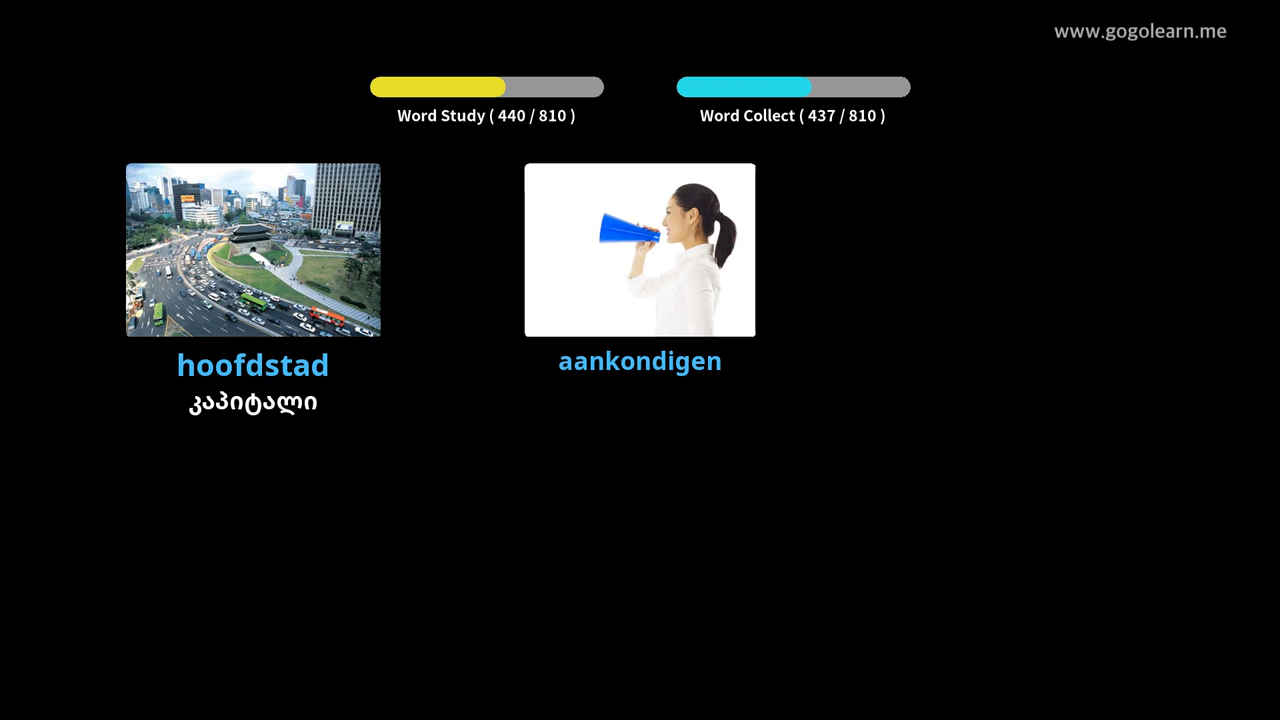 www.gogolearn.me
Word Study ( 440 / 810 )
Word Collect ( 437 / 810 )
hoofdstad
კაპიტალი
aankondigen